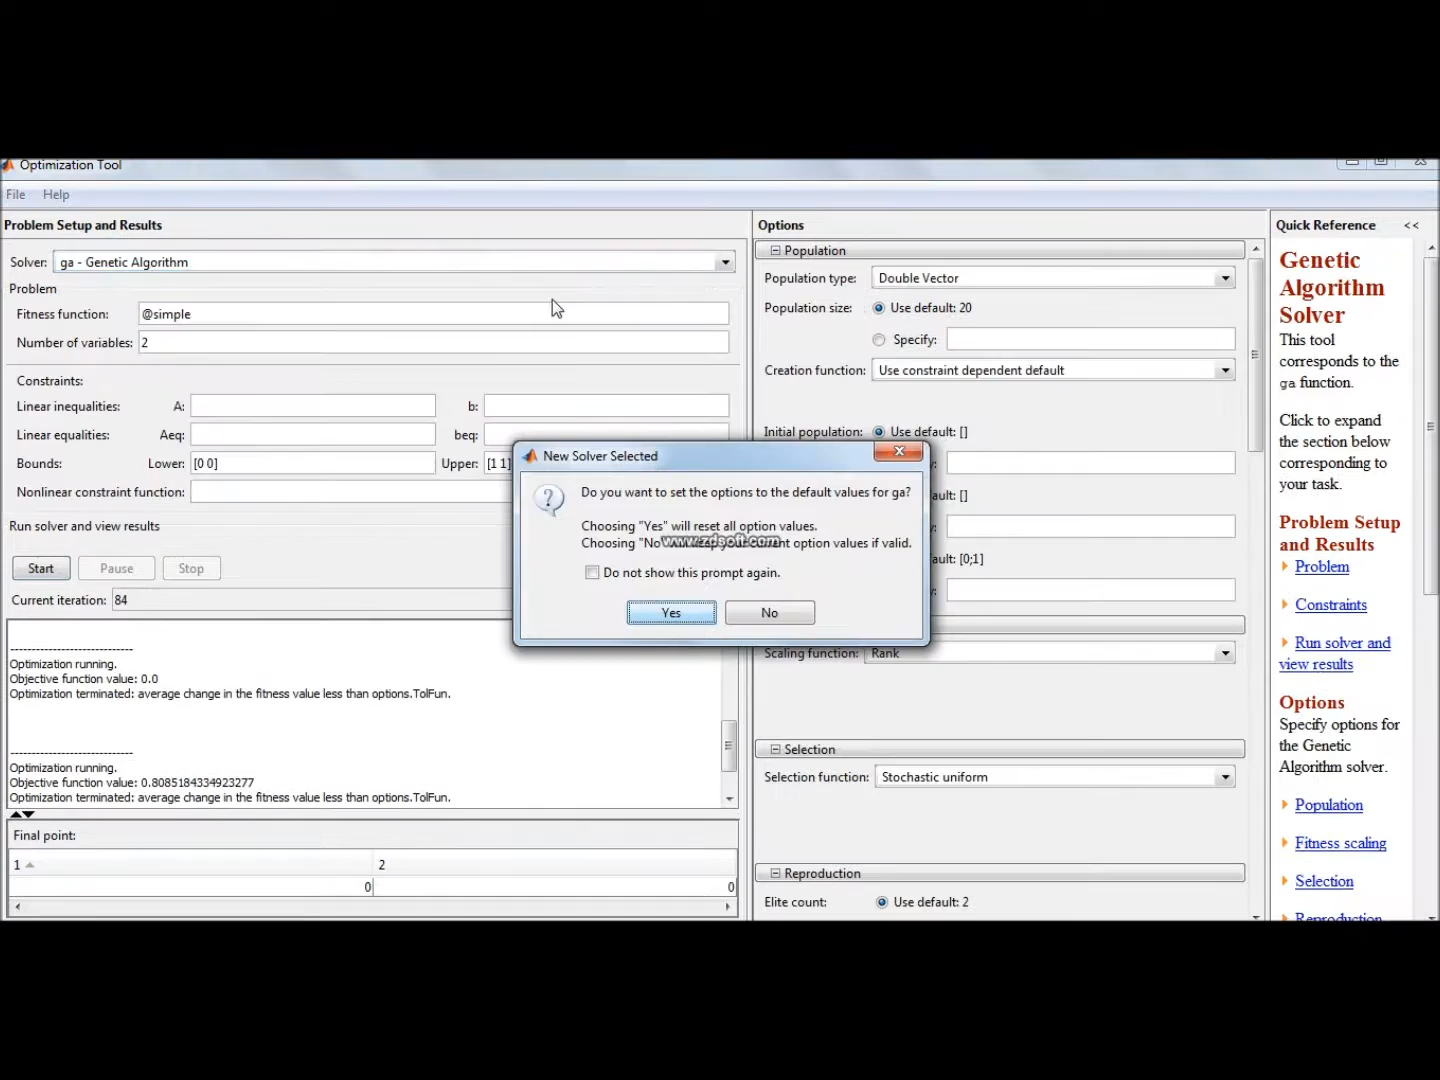 Optimization Tool
File Help
Problem Setup and Results
Solver: ga - Genetic Algorithm
Problem
Fitness function: @simple
Number of variables: 2
Constraints:
Linear inequalities: A: b:
Linear equalities: Aeq: beq:
Bounds: Lower: [0 0] Upper: [1 1]
Nonlinear constraint function:
Run solver and view results
Start Pause Stop
Current iteration: 84
Optimization running.
Objective function value: 0.0
Optimization terminated: average change in the fitness value less than options.TolFun.
Optimization running.
Objective function value: 0.8085184334923277
Optimization terminated: average change in the fitness value less than options.TolFun.
Final point:
1 2
0 0
New Solver Selected
Do you want to set the options to the default values for ga?
Choosing "Yes" will reset all option values.
Choosing "No" your current option values if valid.
www.zdsoft.com
Do not show this prompt again.
Yes No
Options
Population
Population type: Double Vector
Population size: Use default: 20
Specify:
Creation function: Use constraint dependent default
Initial population: Use default: []
[]
[0;1]
Scaling function: Rank
Selection
Selection function: Stochastic uniform
Reproduction
Elite count: Use default: 2
Quick Reference <<
Genetic
Algorithm
Solver
This tool
corresponds to the
ga function.
Click to expand
the section below
corresponding to
your task.
Problem Setup
and Results
Problem
Constraints
Run solver and
view results
Options
Specify options for
the Genetic
Algorithm solver.
Population
Fitness scaling
Selection
Reproduction